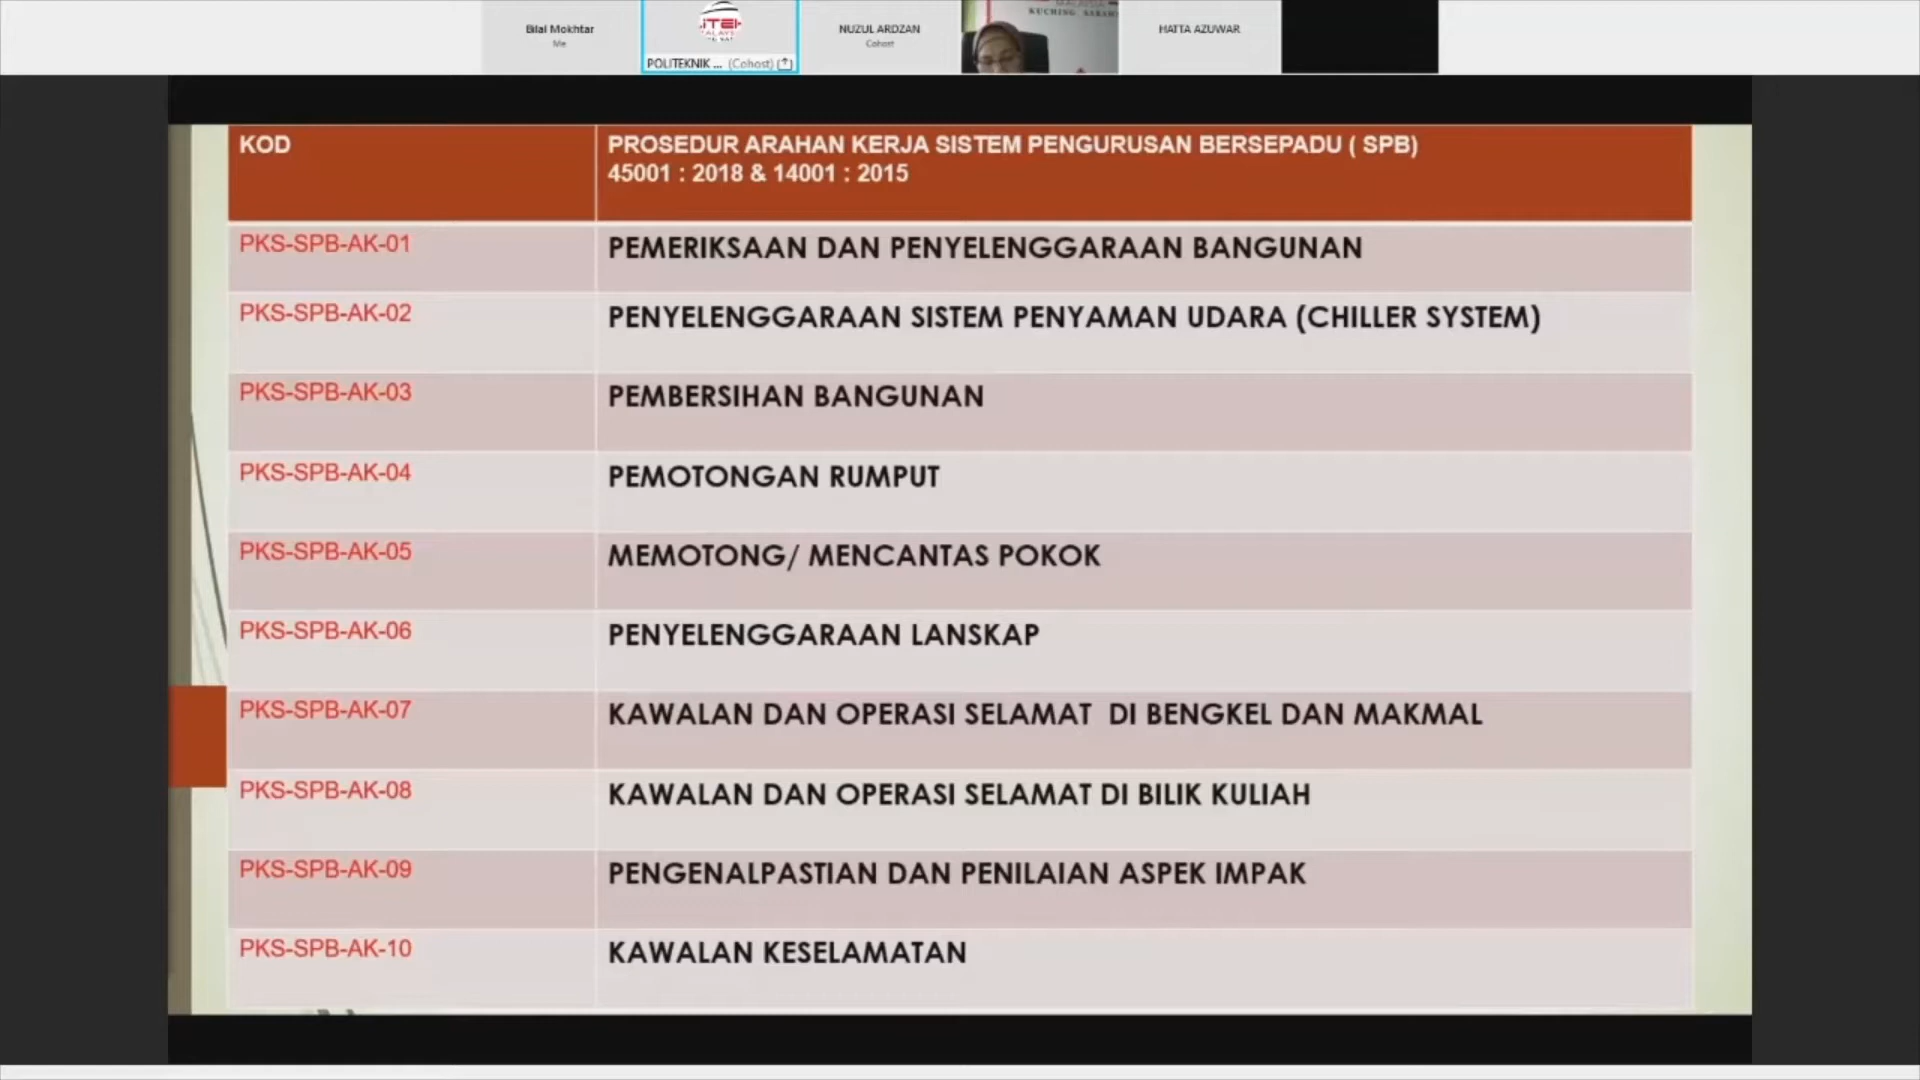 Bilal Mokhtar
Me
POLITEKNIK ... (Cohost)
NUZUL ARDZAN
Cohost
KUCHING SARAW
HATTA AZUWAR
KOD
PROSEDUR ARAHAN KERJA SISTEM PENGURUSAN BERSEPADU ( SPB)
45001 : 2018 & 14001 : 2015
PKS-SPB-AK-01
PEMERIKSAAN DAN PENYELENGGARAAN BANGUNAN
PKS-SPB-AK-02
PENYELENGGARAAN SISTEM PENYAMAN UDARA (CHILLER SYSTEM)
PKS-SPB-AK-03
PEMBERSIHAN BANGUNAN
PKS-SPB-AK-04
PEMOTONGAN RUMPUT
PKS-SPB-AK-05
MEMOTONG/ MENCANTAS POKOK
PKS-SPB-AK-06
PENYELENGGARAAN LANSKAP
PKS-SPB-AK-07
KAWALAN DAN OPERASI SELAMAT DI BENGKEL DAN MAKMAL
PKS-SPB-AK-08
KAWALAN DAN OPERASI SELAMAT DI BILIK KULIAH
PKS-SPB-AK-09
PENGENALPASTIAN DAN PENILAIAN ASPEK IMPAK
PKS-SPB-AK-10
KAWALAN KESELAMATAN